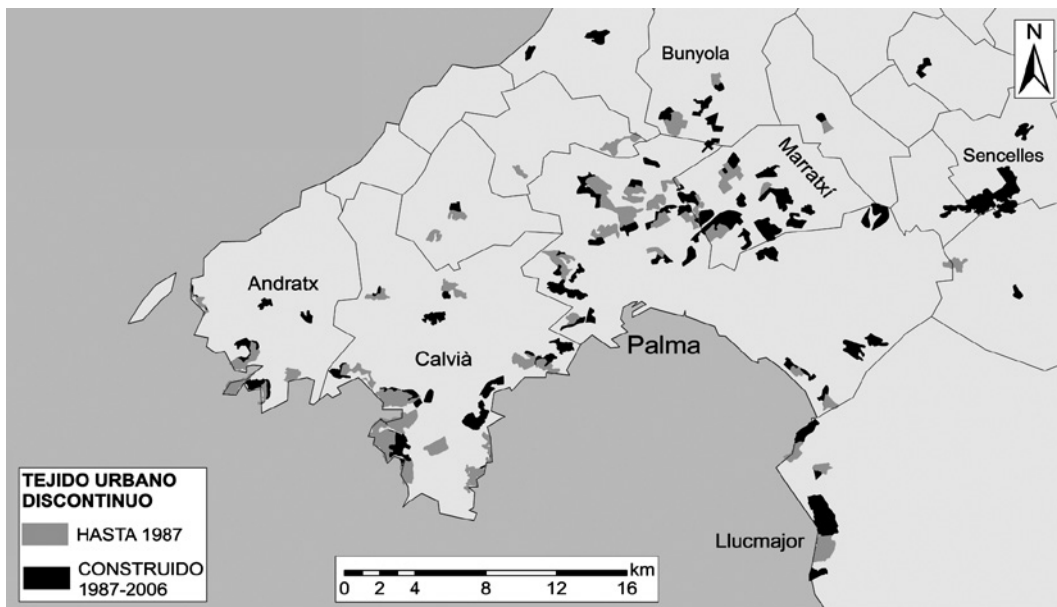 N
Bunyola
Marratxí
Sencelles
Andratx
Calvià
Palma
Llucmajor
TEJIDO URBANO
DISCONTINUO
HASTA 1987
CONSTRUIDO
1987-2006
km
0 2 4 8 12 16